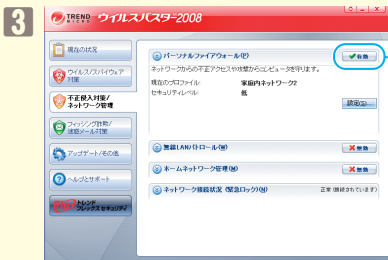 3
TREND MICRO ウイルスバスター2008
現在の状況
ウイルス/スパイウェア対策
不正侵入対策/
ネットワーク管理
フィッシング詐欺/
迷惑メール対策
アップデート/その他
ヘルプとサポート
トレンド
フレックス セキュリティ
パーソナルファイアウォール(P)
有効
ネットワークからの不正アクセスや攻撃からコンピュータを守ります。
現在のプロファイル: 家庭内ネットワーク2
セキュリティレベル: 低
設定(S)...
無線LANパトロール(W)
無効
ホームネットワーク管理(M)
無効
ネットワーク接続状況 (緊急ロック)(N)
正常 (接続されています)